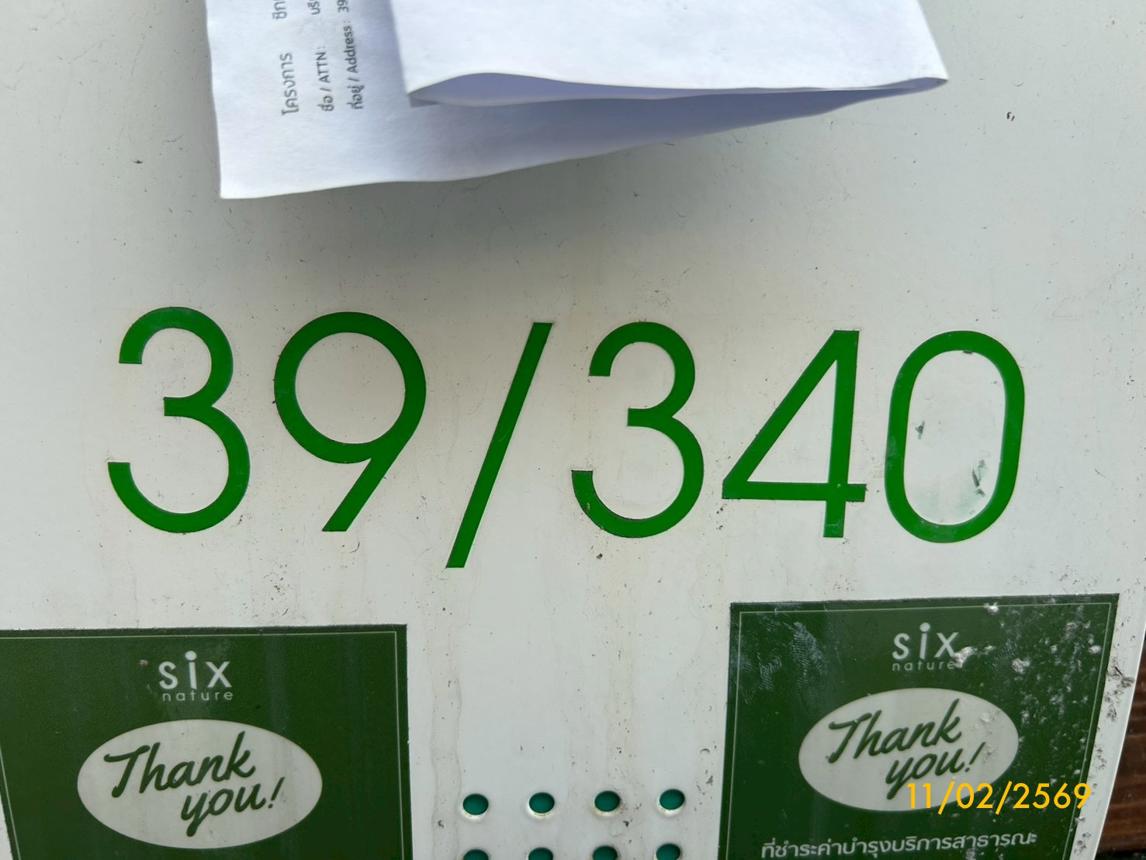 โครงการ
ชื่อ / ATTN :
ที่อยู่ / Address : 39
39/340
six
nature
Thank
you!
six
nature
Thank
you!
ที่ชำระค่าบำรุงบริการสาธารณะ
11/02/2569